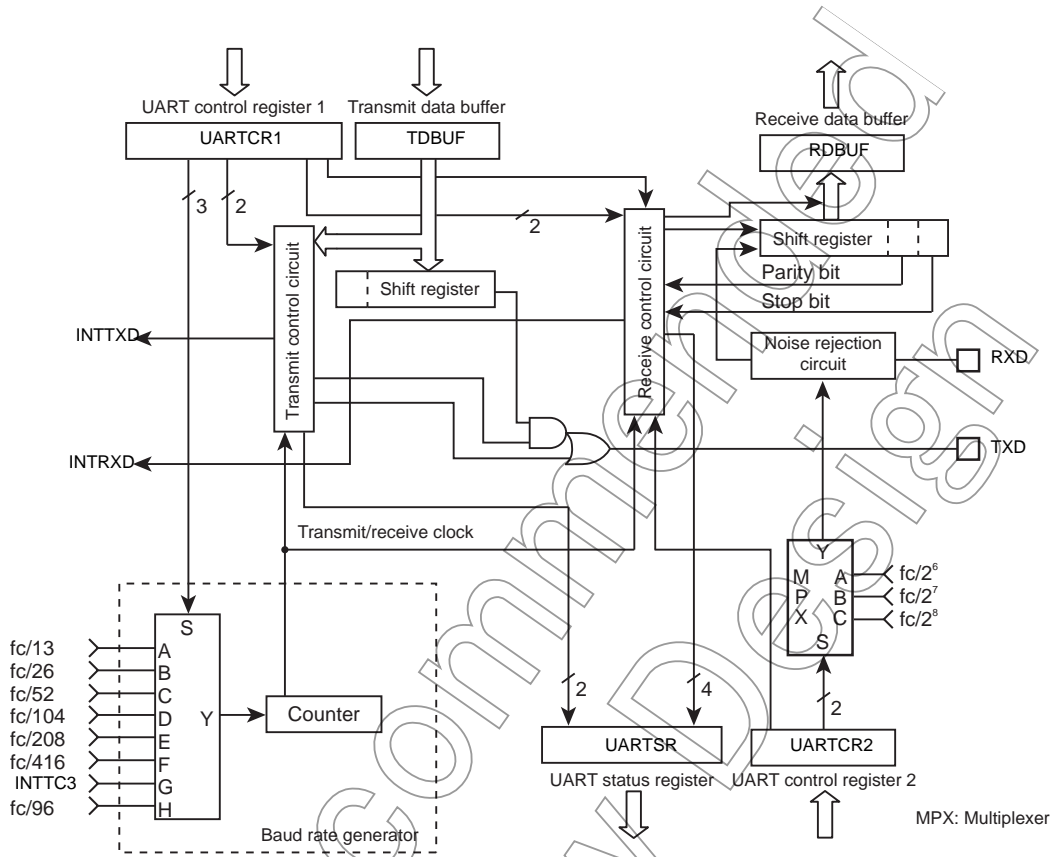 UART control register 1
Transmit data buffer
Receive data buffer
UARTCR1
TDBUF
RDBUF
3
2
2
Transmit control circuit
Receive control circuit
Shift register
Shift register
Parity bit
Stop bit
INTTXD
Noise rejection
circuit
RXD
INTRXD
TXD
Transmit/receive clock
Y
M
P
X
A
B
C
S
fc/2⁶
fc/2⁷
fc/2⁸
S
fc/13
A
fc/26
B
fc/52
C
fc/104
D
fc/208
E
fc/416
F
INTTC3
G
fc/96
H
Y
Counter
Baud rate generator
2
4
2
UARTSR
UARTCR2
UART status register
UART control register 2
MPX: Multiplexer
commended
w Design